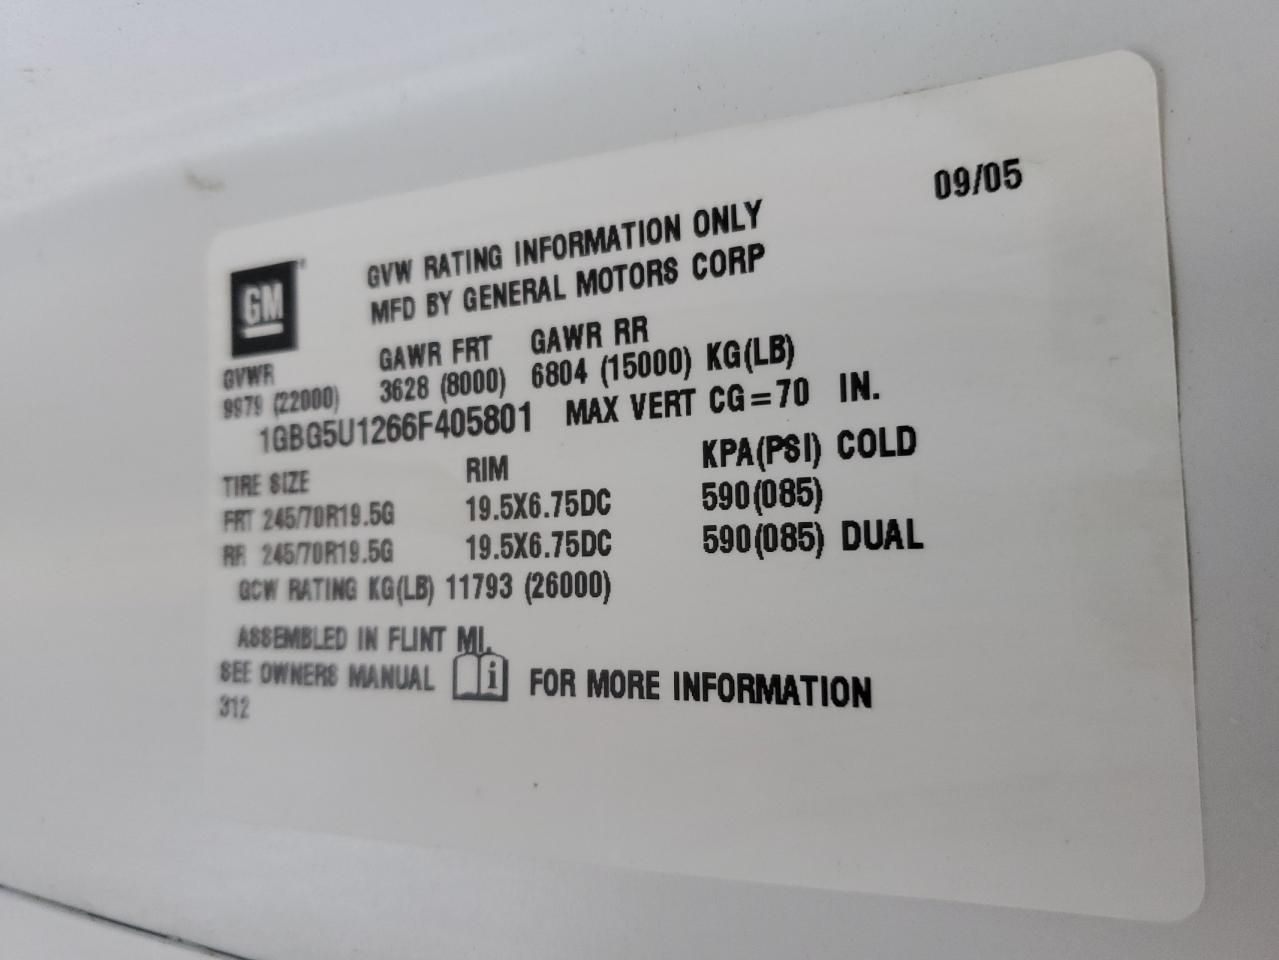 09/05
GM
GVW RATING INFORMATION ONLY
MFD BY GENERAL MOTORS CORP
GVWR GAWR FRT GAWR RR
9979 (22000) 3628 (8000) 6804 (15000) KG(LB)
1GBG5U1266F405801 MAX VERT CG=70 IN.
TIRE SIZE RIM KPA(PSI) COLD
FRT 245/70R19.5G 19.5X6.75DC 590(085)
RR 245/70R19.5G 19.5X6.75DC 590(085) DUAL
GCW RATING KG(LB) 11793 (26000)
ASSEMBLED IN FLINT MI.
SEE OWNERS MANUAL i FOR MORE INFORMATION
312